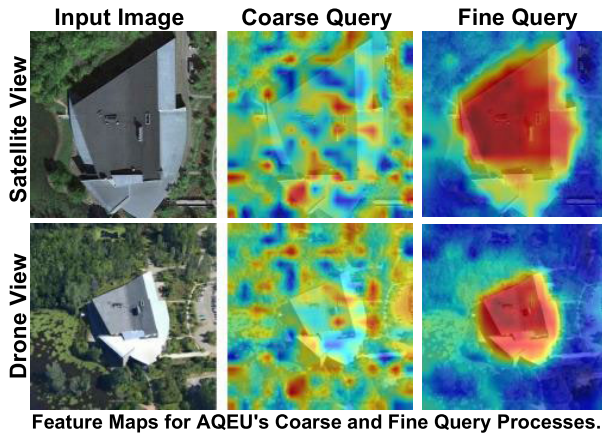 Input Image Coarse Query Fine Query
Satellite View
Drone View
Feature Maps for AQEU's Coarse and Fine Query Processes.